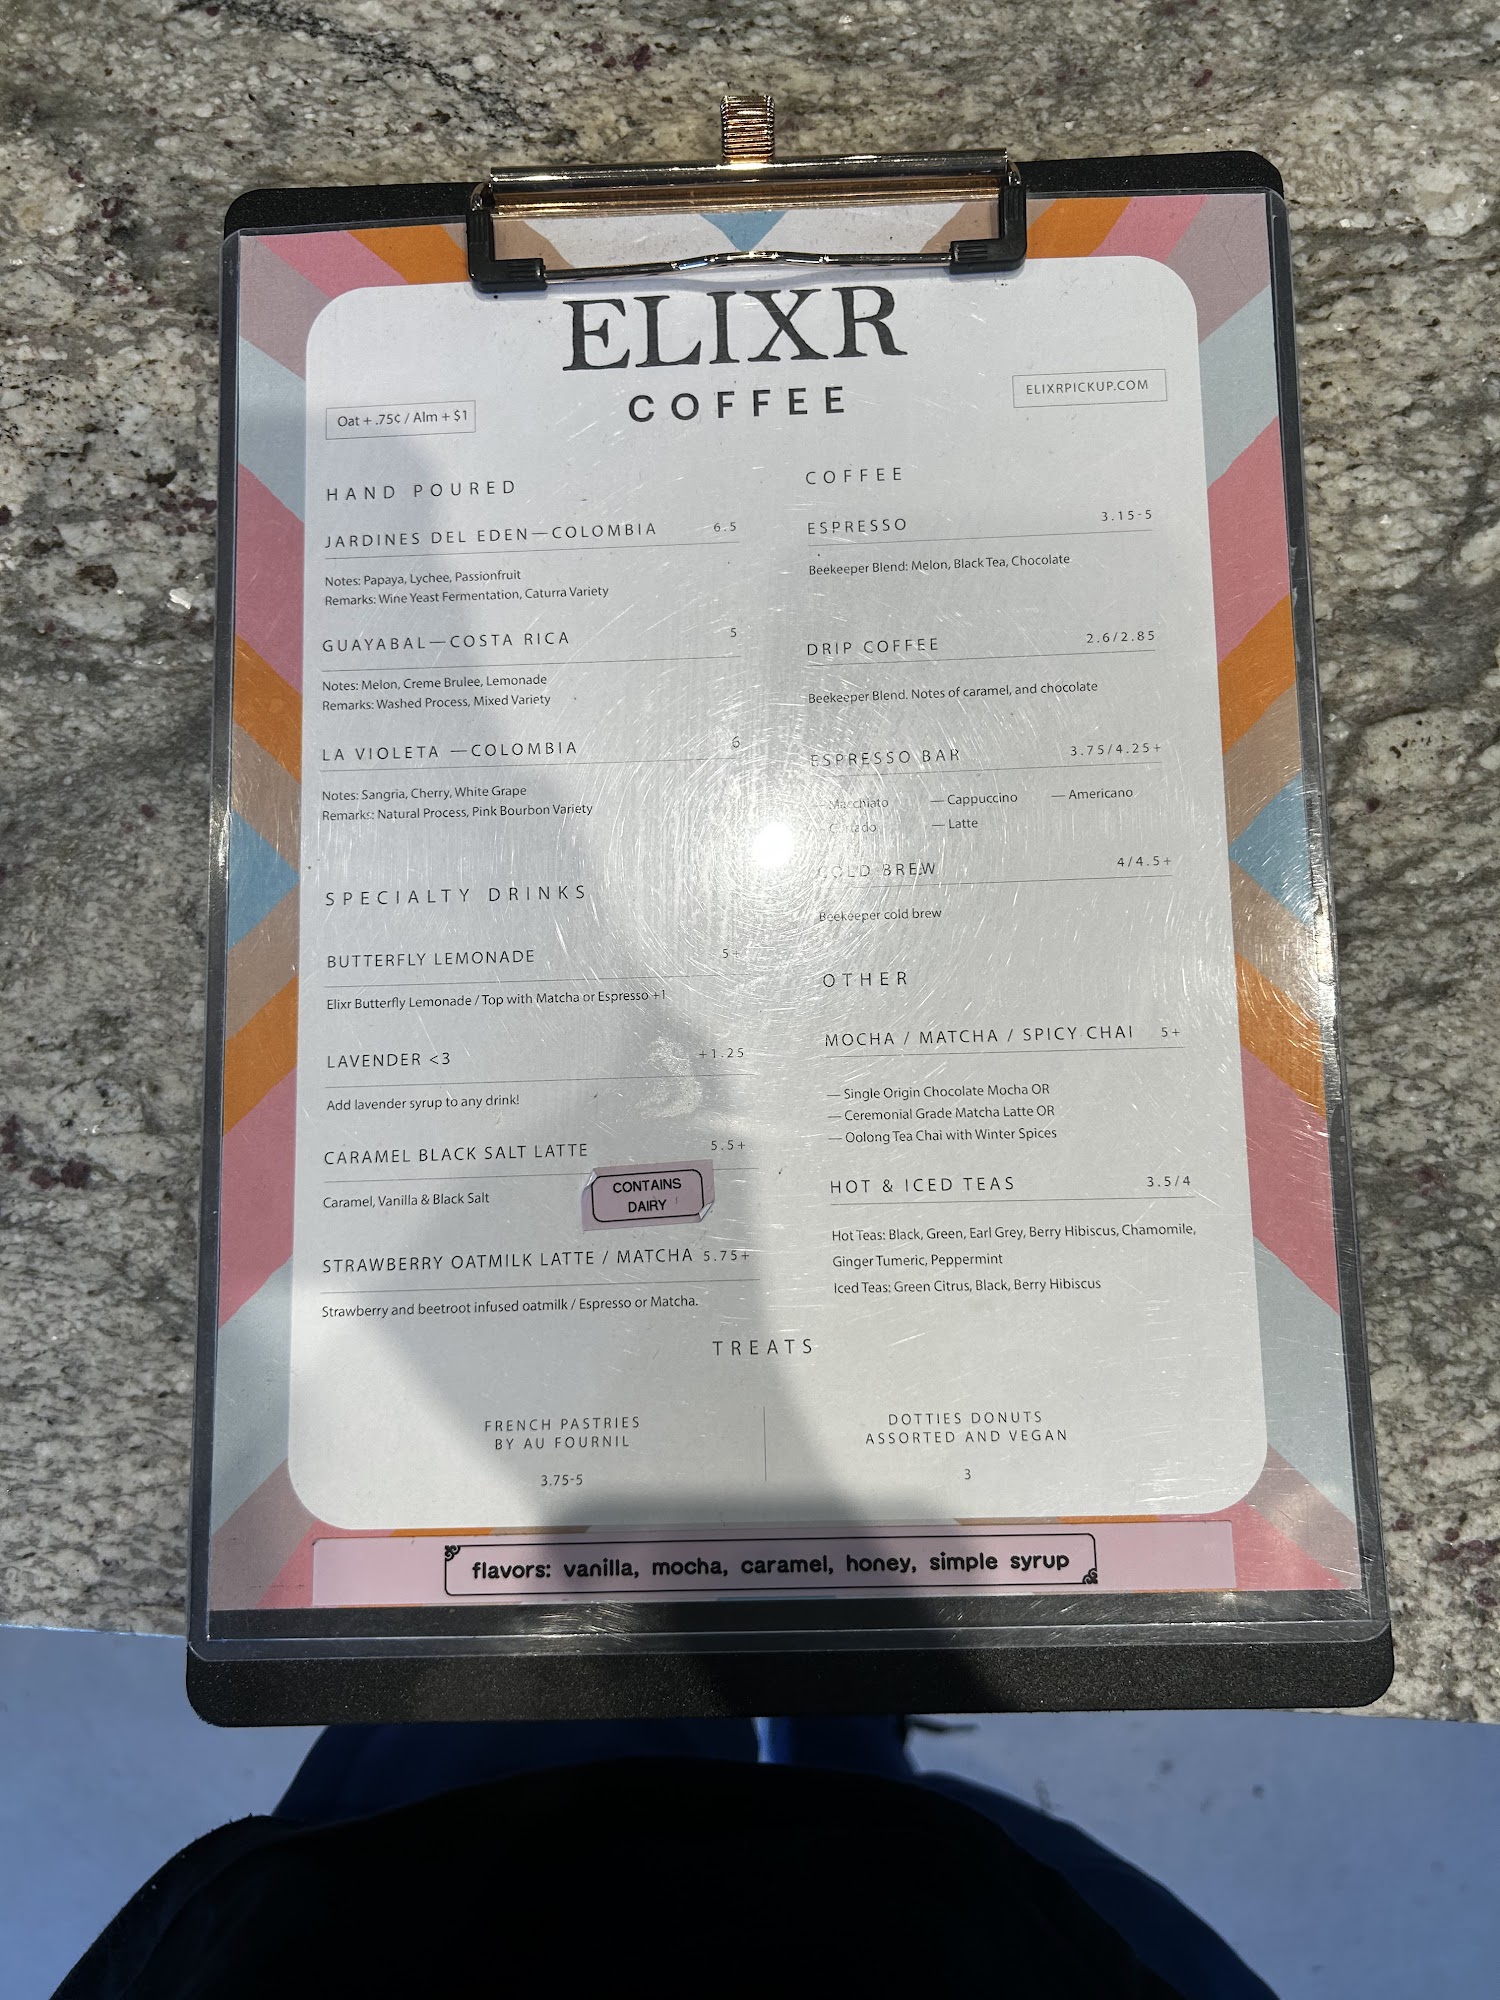 ELIXR
COFFEE
Oat + .75¢ / Alm + $1
ELIXRPICKUP.COM
HAND POURED
JARDINES DEL EDEN—COLOMBIA 6.5
Notes: Papaya, Lychee, Passionfruit
Remarks: Wine Yeast Fermentation, Caturra Variety
GUAYABAL—COSTA RICA 5
Notes: Melon, Creme Brulee, Lemonade
Remarks: Washed Process, Mixed Variety
LA VIOLETA —COLOMBIA 6
Notes: Sangria, Cherry, White Grape
Remarks: Natural Process, Pink Bourbon Variety
SPECIALTY DRINKS
BUTTERFLY LEMONADE 5+
Elixr Butterfly Lemonade / Top with Matcha or Espresso +1
LAVENDER <3 +1.25
Add lavender syrup to any drink!
CARAMEL BLACK SALT LATTE 5.5+
Caramel, Vanilla & Black Salt
CONTAINS
DAIRY
STRAWBERRY OATMILK LATTE / MATCHA 5.75+
Strawberry and beetroot infused oatmilk / Espresso or Matcha.
COFFEE
ESPRESSO 3.15-5
Beekeeper Blend: Melon, Black Tea, Chocolate
DRIP COFFEE 2.6/2.85
Beekeeper Blend. Notes of caramel, and chocolate
ESPRESSO BAR 3.75/4.25+
Macchiato — Cappuccino — Americano
— Latte
COLD BREW 4/4.5+
Beekeeper cold brew
OTHER
MOCHA / MATCHA / SPICY CHAI 5+
— Single Origin Chocolate Mocha OR
— Ceremonial Grade Matcha Latte OR
— Oolong Tea Chai with Winter Spices
HOT & ICED TEAS 3.5/4
Hot Teas: Black, Green, Earl Grey, Berry Hibiscus, Chamomile,
Ginger Tumeric, Peppermint
Iced Teas: Green Citrus, Black, Berry Hibiscus
TREATS
FRENCH PASTRIES
BY AU FOURNIL
3.75-5
DOTTIES DONUTS
ASSORTED AND VEGAN
3
flavors: vanilla, mocha, caramel, honey, simple syrup